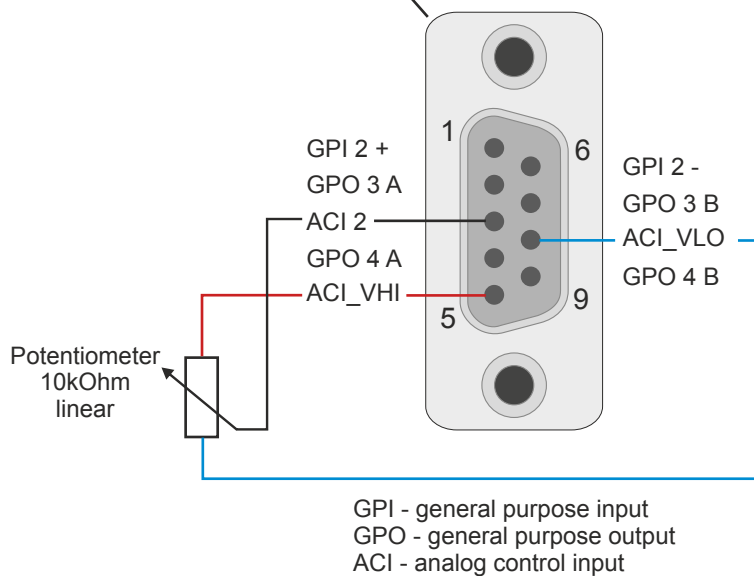 1
6
GPI 2 +
GPO 3 A
ACI 2
GPO 4 A
ACI_VHI
GPI 2 -
GPO 3 B
ACI_VLO
GPO 4 B
5
9
Potentiometer
10kOhm
linear
GPI - general purpose input
GPO - general purpose output
ACI - analog control input